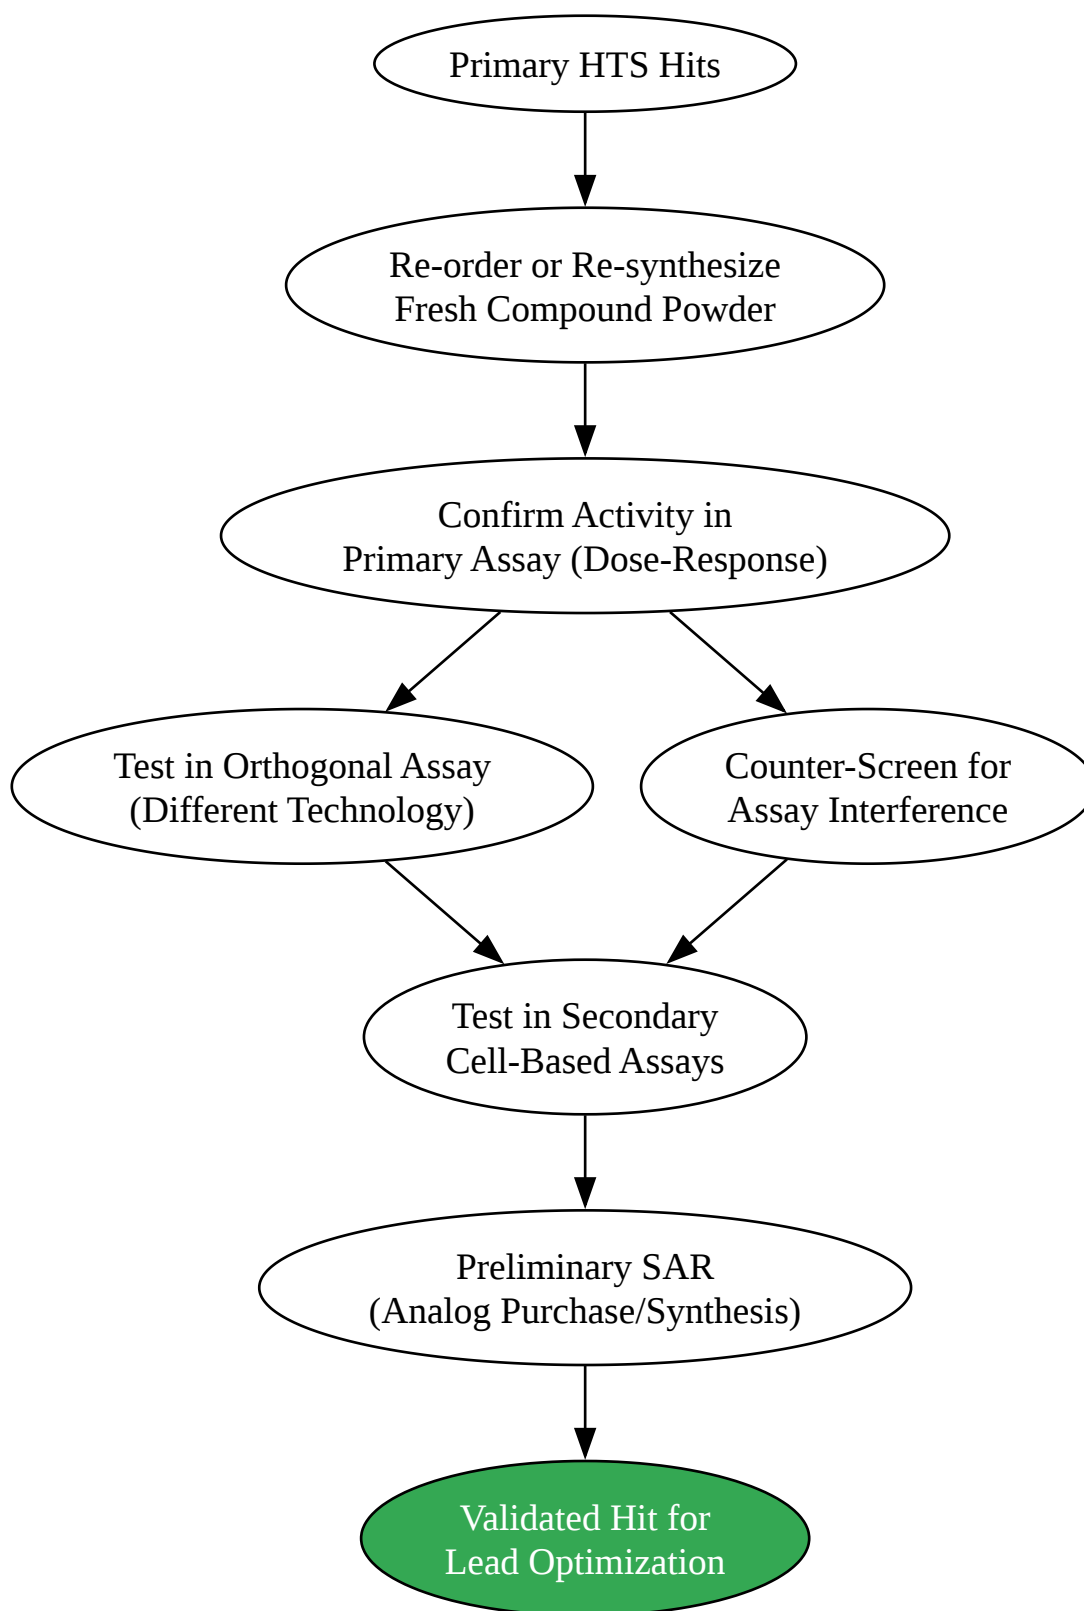 Primary HTS Hits
Re-order or Re-synthesize
Fresh Compound Powder
Confirm Activity in
Primary Assay (Dose-Response)
Test in Orthogonal Assay
(Different Technology)
Counter-Screen for
Assay Interference
Test in Secondary
Cell-Based Assays
Preliminary SAR
(Analog Purchase/Synthesis)
Validated Hit for
Lead Optimization